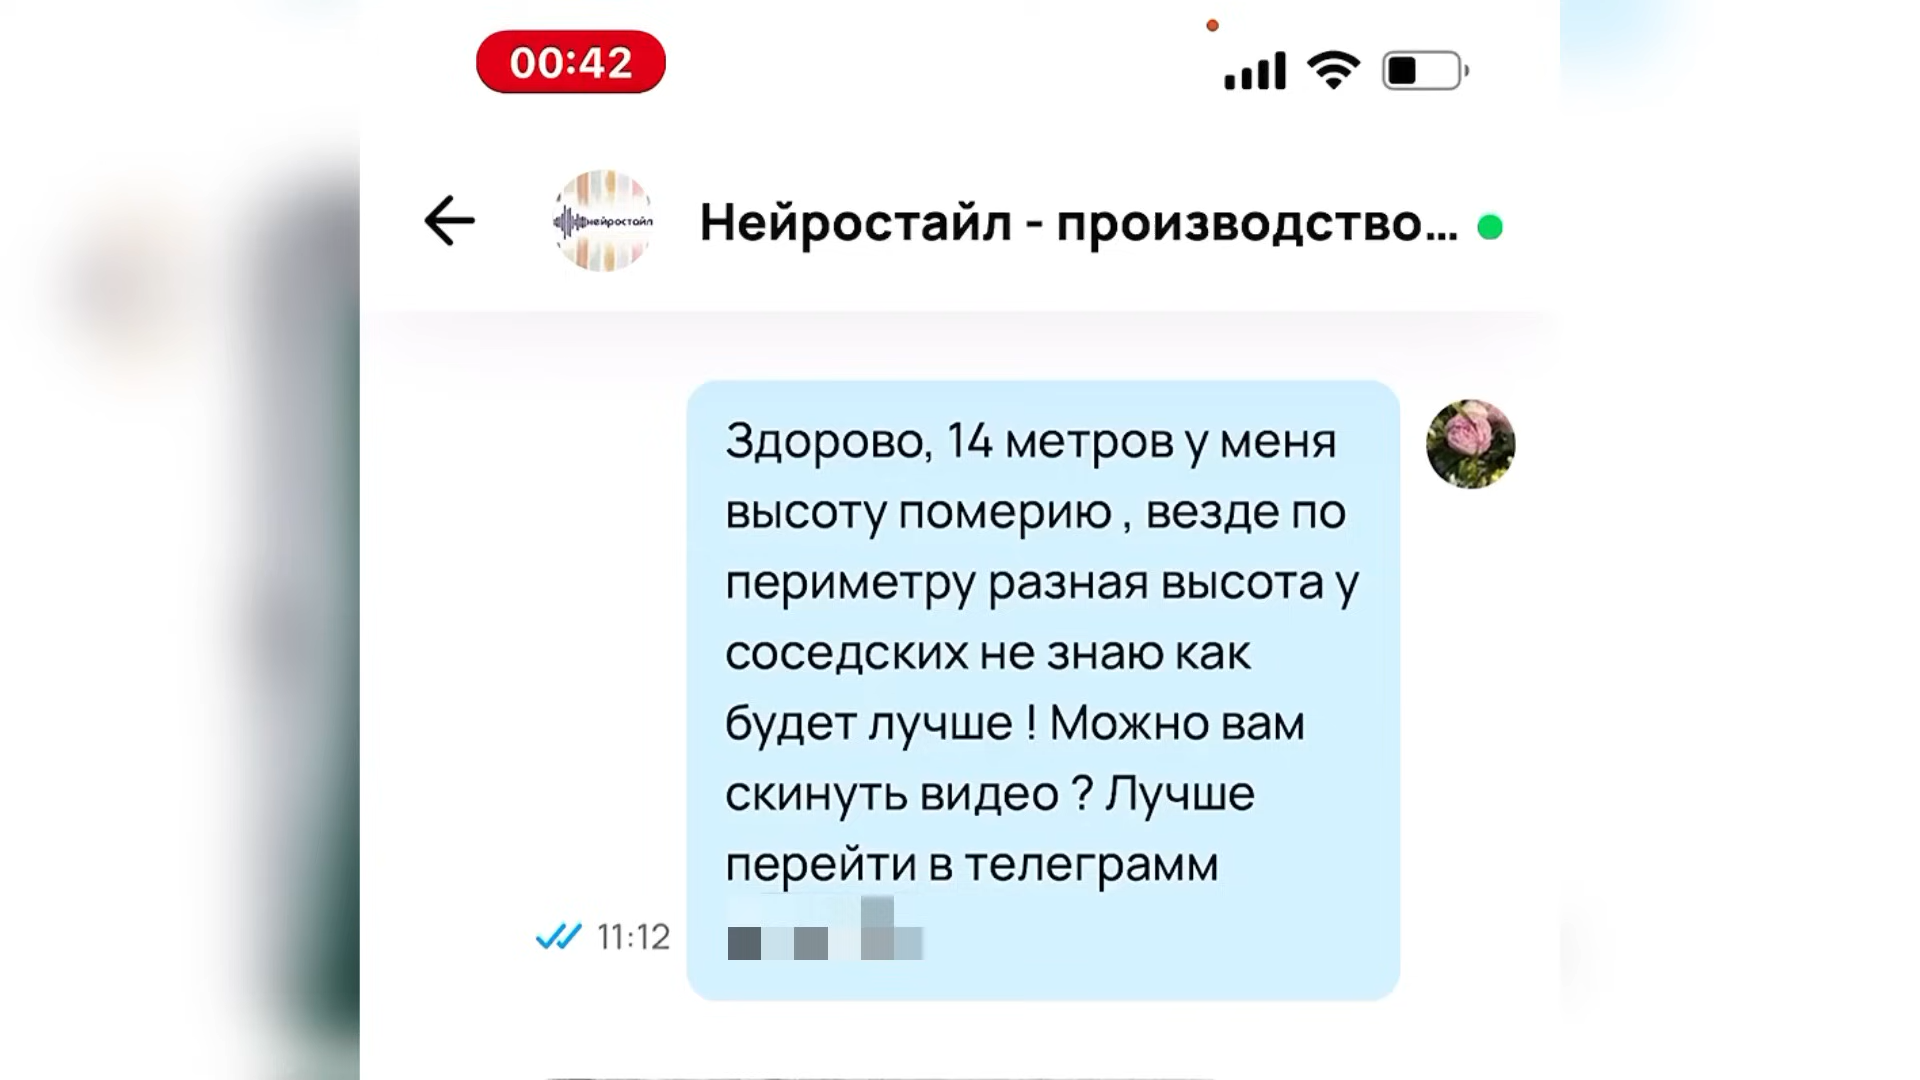 00:42
нейростайл
Нейростайл - производство...
Здорово, 14 метров у меня
высоту померию , везде по
периметру разная высота у
соседских не знаю как
будет лучше ! Можно вам
скинуть видео ? Лучше
перейти в телеграмм
11:12